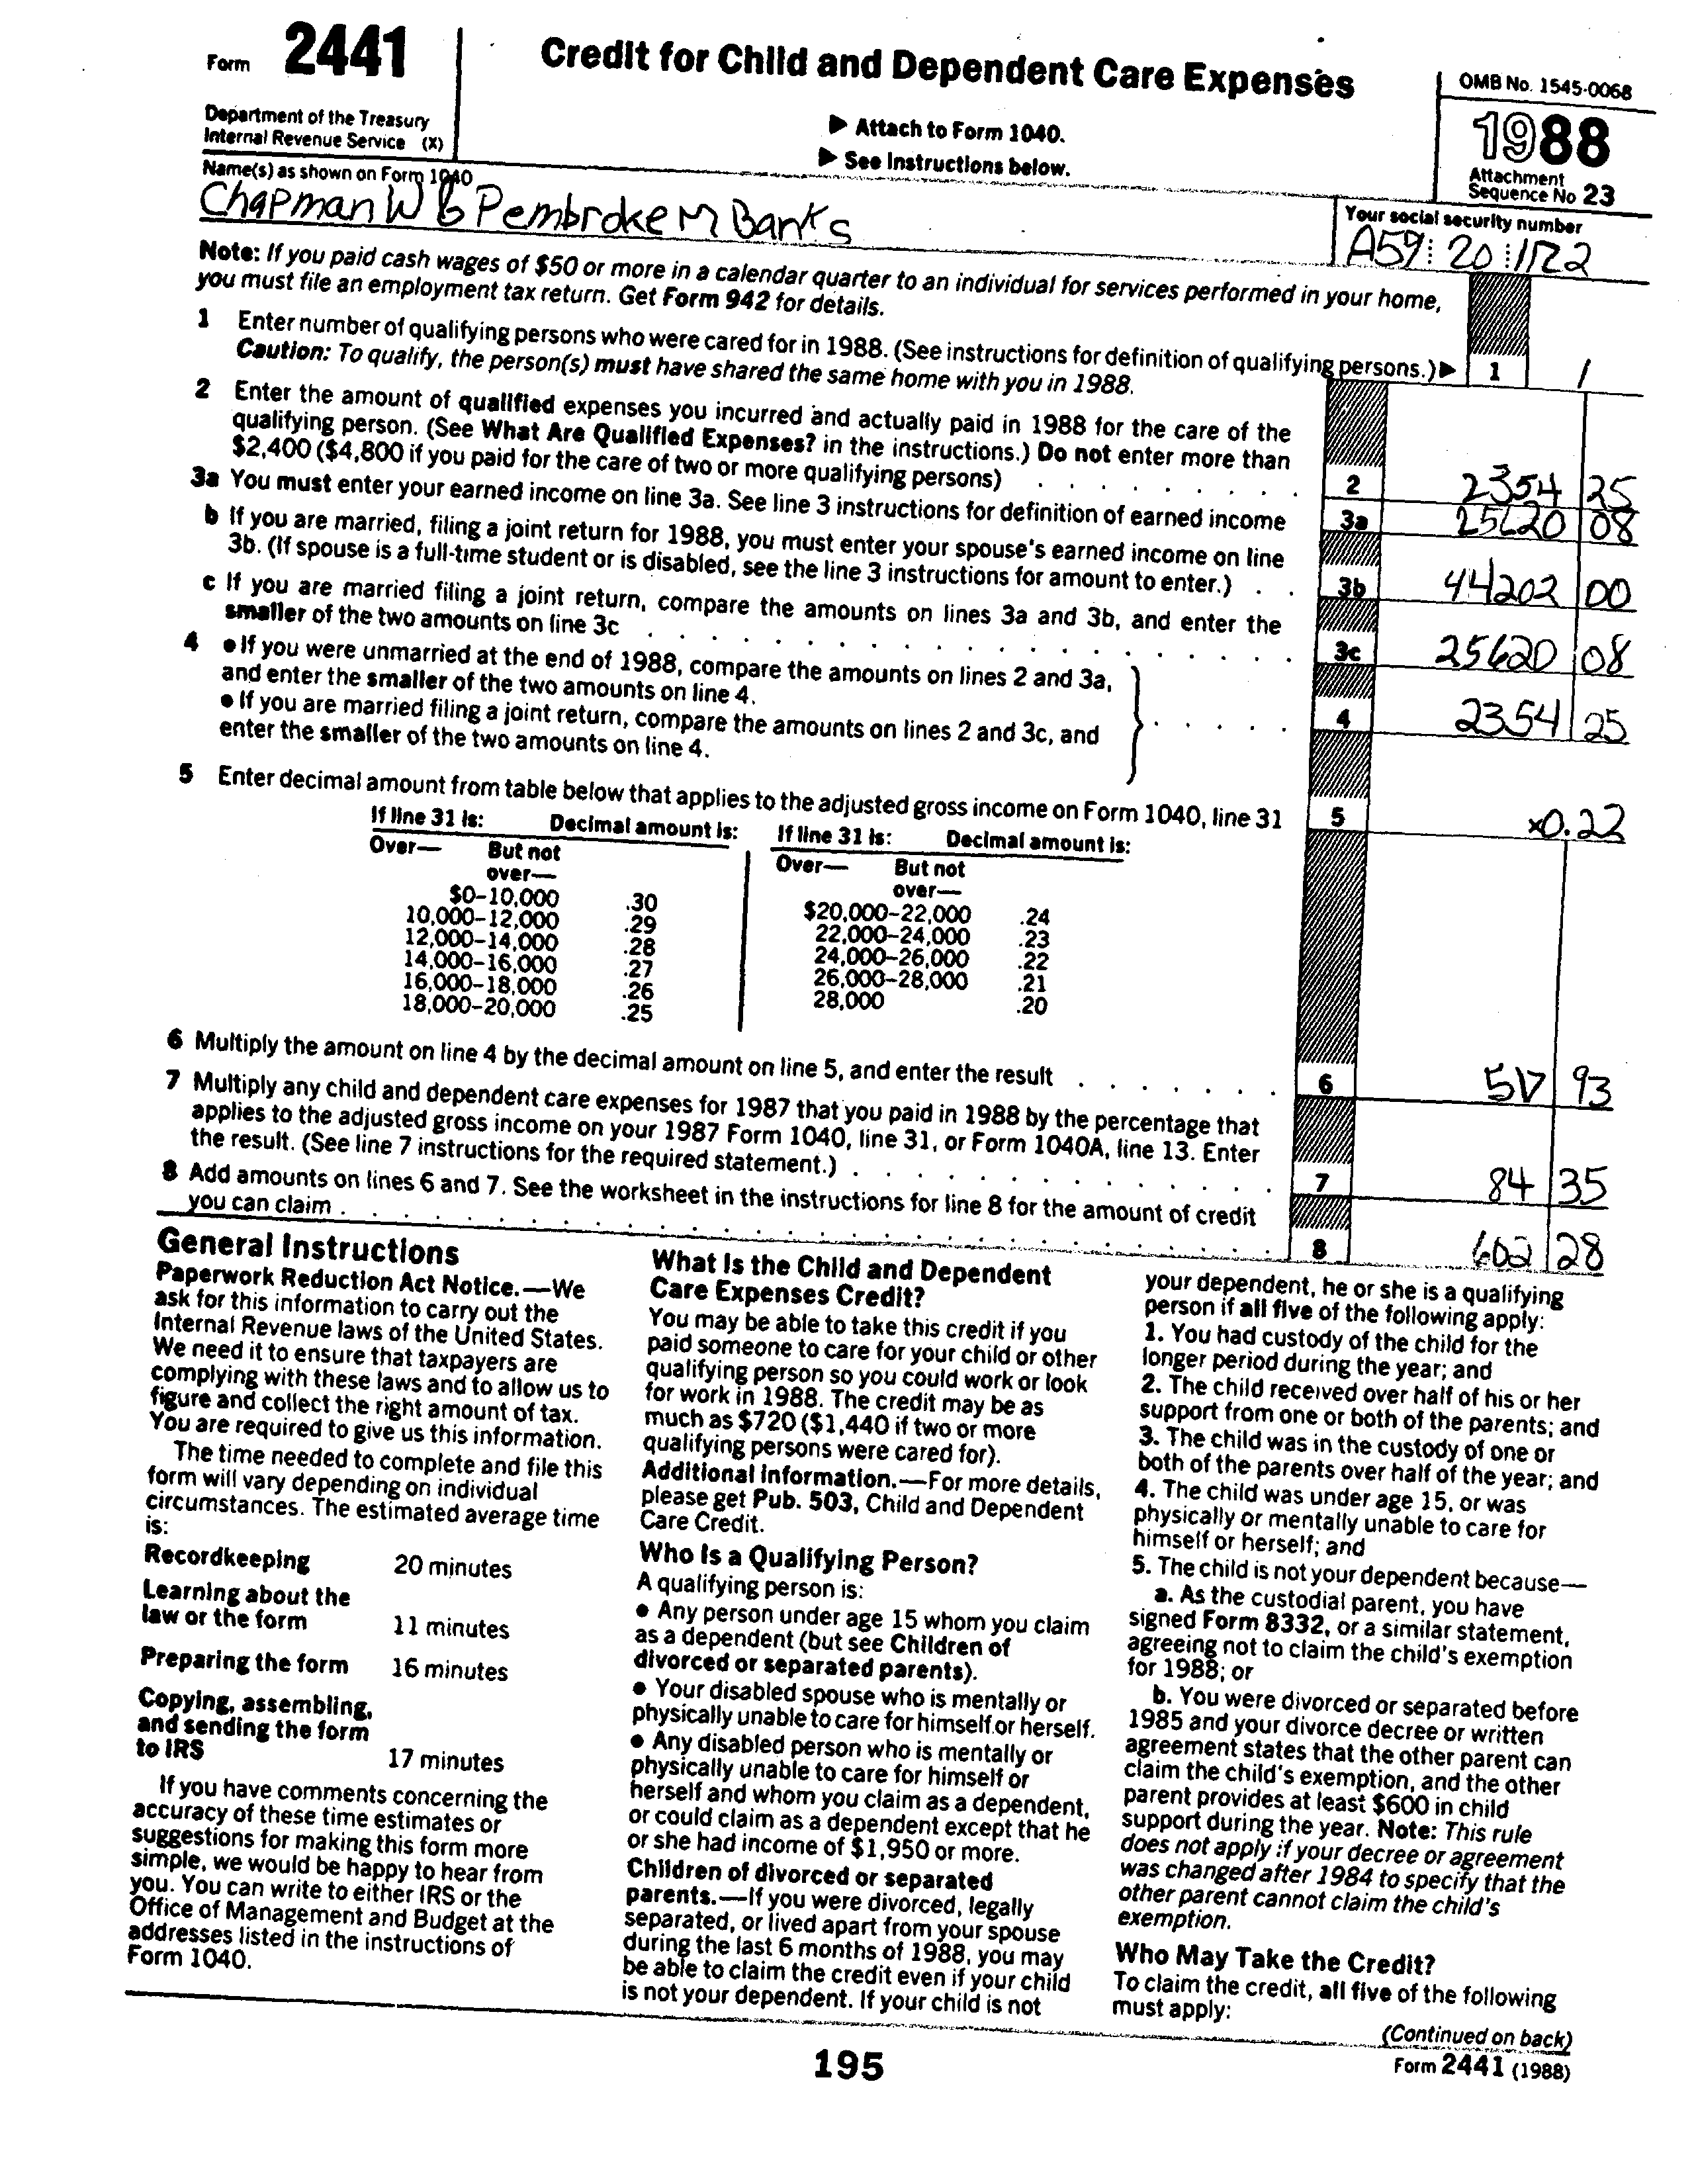 Form 2441
Credit for Child and Dependent Care Expenses
OMB No. 1545-0068
Department of the Treasury
Internal Revenue Service (X)
▶ Attach to Form 1040.
▶ See Instructions below.
1988
Attachment
Sequence No 23
Name(s) as shown on Form 1040
Chapman W & Pembroke M Banks
Your social security number
A59 20 1172
Note: If you paid cash wages of $50 or more in a calendar quarter to an individual for services performed in your home,
you must file an employment tax return. Get Form 942 for details.
1 Enter number of qualifying persons who were cared for in 1988. (See instructions for definition of qualifying persons.) ▶ 1 1
Caution: To qualify, the person(s) must have shared the same home with you in 1988.
2 Enter the amount of qualified expenses you incurred and actually paid in 1988 for the care of the
qualifying person. (See What Are Qualified Expenses? in the instructions.) Do not enter more than
$2,400 ($4,800 if you paid for the care of two or more qualifying persons) . . . . . . . . 2 2354 25
3a You must enter your earned income on line 3a. See line 3 instructions for definition of earned income 3a 25620 08
b If you are married, filing a joint return for 1988, you must enter your spouse's earned income on line
3b. (If spouse is a full-time student or is disabled, see the line 3 instructions for amount to enter.) . . 3b 44202 00
c If you are married filing a joint return, compare the amounts on lines 3a and 3b, and enter the
smaller of the two amounts on line 3c . . . . . . . . . . . . . . . . . . 3c 25620 08
4 ● If you were unmarried at the end of 1988, compare the amounts on lines 2 and 3a,
and enter the smaller of the two amounts on line 4.
● If you are married filing a joint return, compare the amounts on lines 2 and 3c, and
enter the smaller of the two amounts on line 4.
. . . . . 4 2354 25
5 Enter decimal amount from table below that applies to the adjusted gross income on Form 1040, line 31 5 x0.22
If line 31 is: Decimal amount is: If line 31 is: Decimal amount is:
Over— But not over— Over— But not over—
$0–10,000 .30 $20,000–22,000 .24
10,000–12,000 .29 22,000–24,000 .23
12,000–14,000 .28 24,000–26,000 .22
14,000–16,000 .27 26,000–28,000 .21
16,000–18,000 .26 28,000 .20
18,000–20,000 .25
6 Multiply the amount on line 4 by the decimal amount on line 5, and enter the result . . . . . . . 6 517 93
7 Multiply any child and dependent care expenses for 1987 that you paid in 1988 by the percentage that
applies to the adjusted gross income on your 1987 Form 1040, line 31, or Form 1040A, line 13. Enter
the result. (See line 7 instructions for the required statement.) . . . . . . . . . . . . . 7 84 35
8 Add amounts on lines 6 and 7. See the worksheet in the instructions for line 8 for the amount of credit
you can claim . . . . . . . . . . . . . . . . . . . . . . . . . . . . 8 602 28
General Instructions
Paperwork Reduction Act Notice.—We
ask for this information to carry out the
Internal Revenue laws of the United States.
We need it to ensure that taxpayers are
complying with these laws and to allow us to
figure and collect the right amount of tax.
You are required to give us this information.
The time needed to complete and file this
form will vary depending on individual
circumstances. The estimated average time
is:
Recordkeeping 20 minutes
Learning about the
law or the form 11 minutes
Preparing the form 16 minutes
Copying, assembling,
and sending the form
to IRS 17 minutes
If you have comments concerning the
accuracy of these time estimates or
suggestions for making this form more
simple, we would be happy to hear from
you. You can write to either IRS or the
Office of Management and Budget at the
addresses listed in the instructions of
Form 1040.
What Is the Child and Dependent
Care Expenses Credit?
You may be able to take this credit if you
paid someone to care for your child or other
qualifying person so you could work or look
for work in 1988. The credit may be as
much as $720 ($1,440 if two or more
qualifying persons were cared for).
Additional Information.—For more details,
please get Pub. 503, Child and Dependent
Care Credit.
Who Is a Qualifying Person?
A qualifying person is:
● Any person under age 15 whom you claim
as a dependent (but see Children of
divorced or separated parents).
● Your disabled spouse who is mentally or
physically unable to care for himself or herself.
● Any disabled person who is mentally or
physically unable to care for himself or
herself and whom you claim as a dependent,
or could claim as a dependent except that he
or she had income of $1,950 or more.
Children of divorced or separated
parents.—If you were divorced, legally
separated, or lived apart from your spouse
during the last 6 months of 1988, you may
be able to claim the credit even if your child
is not your dependent. If your child is not
your dependent, he or she is a qualifying
person if all five of the following apply:
1. You had custody of the child for the
longer period during the year; and
2. The child received over half of his or her
support from one or both of the parents; and
3. The child was in the custody of one or
both of the parents over half of the year; and
4. The child was under age 15, or was
physically or mentally unable to care for
himself or herself; and
5. The child is not your dependent because—
a. As the custodial parent, you have
signed Form 8332, or a similar statement,
agreeing not to claim the child's exemption
for 1988; or
b. You were divorced or separated before
1985 and your divorce decree or written
agreement states that the other parent can
claim the child's exemption, and the other
parent provides at least $600 in child
support during the year. Note: This rule
does not apply if your decree or agreement
was changed after 1984 to specify that the
other parent cannot claim the child's
exemption.
Who May Take the Credit?
To claim the credit, all five of the following
must apply:
(Continued on back)
195
Form 2441 (1988)